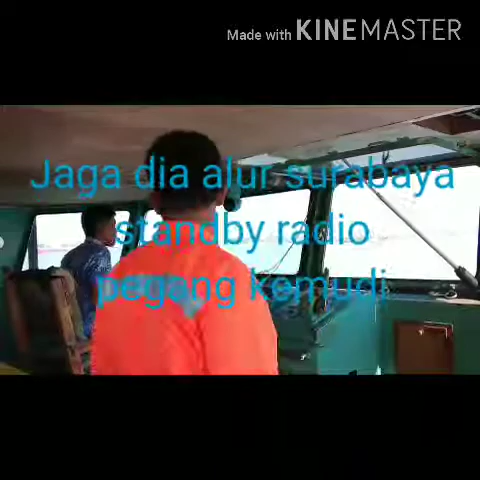 Made with KINEMASTER
Jaga dia alur surabaya
standby radio
pegang kemudi